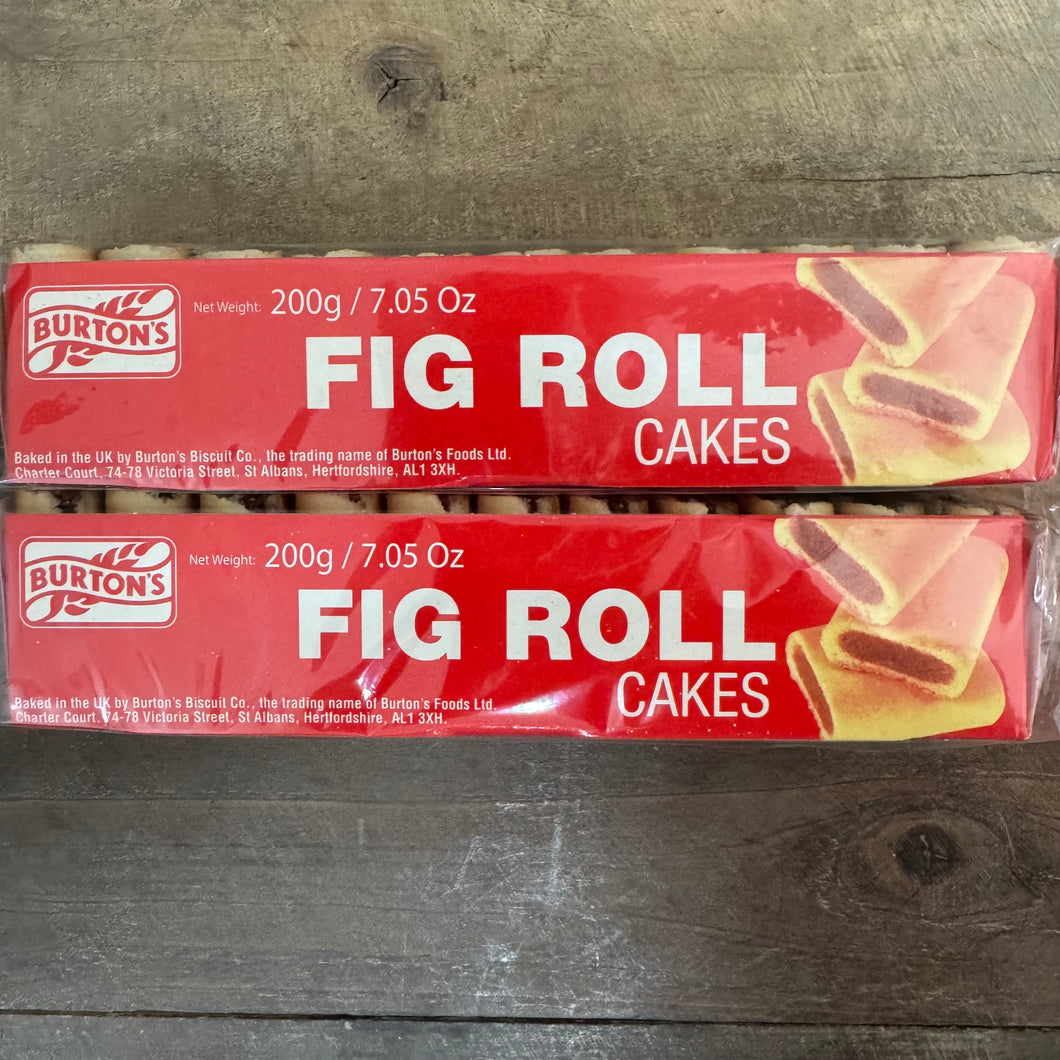 BURTON'S
Net Weight: 200g / 7.05 Oz
FIG ROLL
CAKES
Baked in the UK by Burton's Biscuit Co., the trading name of Burton's Foods Ltd.
Charter Court, 74-78 Victoria Street, St Albans, Hertfordshire, AL1 3XH.
BURTON'S
Net Weight: 200g / 7.05 Oz
FIG ROLL
CAKES
Baked in the UK by Burton's Biscuit Co., the trading name of Burton's Foods Ltd.
Charter Court, 74-78 Victoria Street, St Albans, Hertfordshire, AL1 3XH.